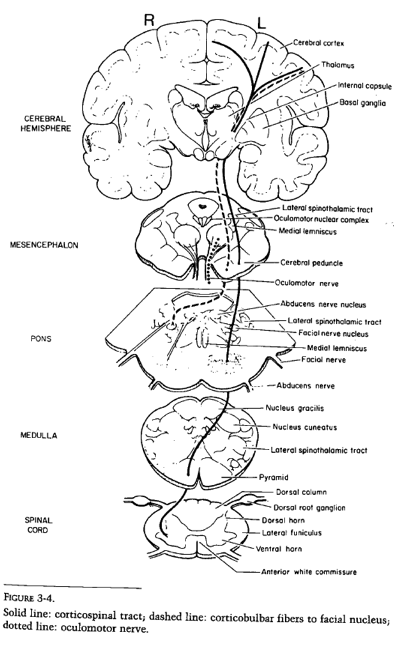 R L
Cerebral cortex
Thalamus
Internal capsule
Basal ganglia
CEREBRAL
HEMISPHERE
Lateral spinothalamic tract
Oculomotor nuclear complex
Medial lemniscus
MESENCEPHALON
Cerebral peduncle
Oculomotor nerve
Abducens nerve nucleus
Lateral spinothalamic tract
Facial nerve nucleus
PONS
Medial lemniscus
Facial nerve
Abducens nerve
Nucleus gracilis
Nucleus cuneatus
MEDULLA
Lateral spinothalamic tract
Pyramid
Dorsal column
Dorsal root ganglion
Dorsal horn
SPINAL
CORD
Lateral funiculus
Ventral horn
Anterior white commissure
FIGURE 3-4.
Solid line: corticospinal tract; dashed line: corticobulbar fibers to facial nucleus;
dotted line: oculomotor nerve.